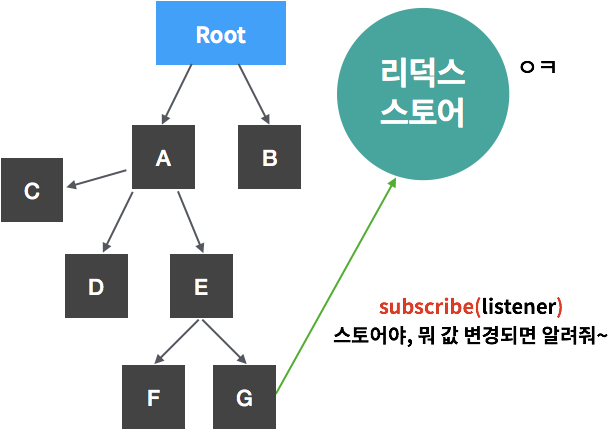 Root
리덕스
스토어
ㅇㅋ
A
B
C
D
E
subscribe(listener)
스토어야, 뭐 값 변경되면 알려줘~
F
G